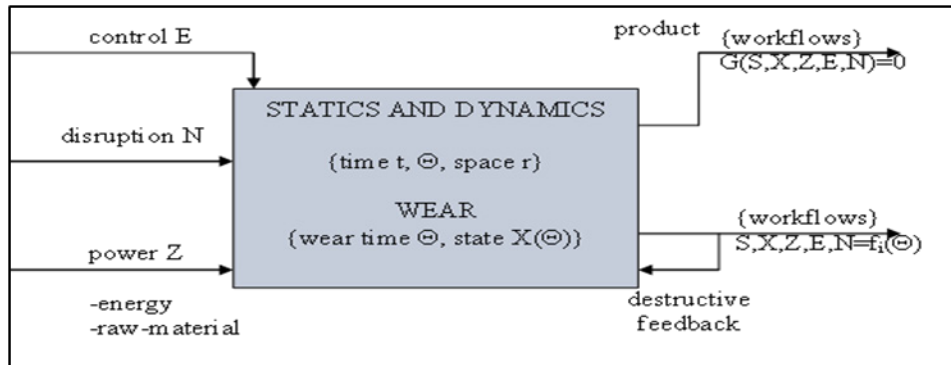 control E
product
{workflows}
G(S,X,Z,E,N)=0
STATICS AND DYNAMICS
disruption N
{time t, Θ, space r}
WEAR
{wear time Θ, state X(Θ)}
{workflows}
S,X,Z,E,N=fᵢ(Θ)
power Z
-energy
-raw-material
destructive
feedback